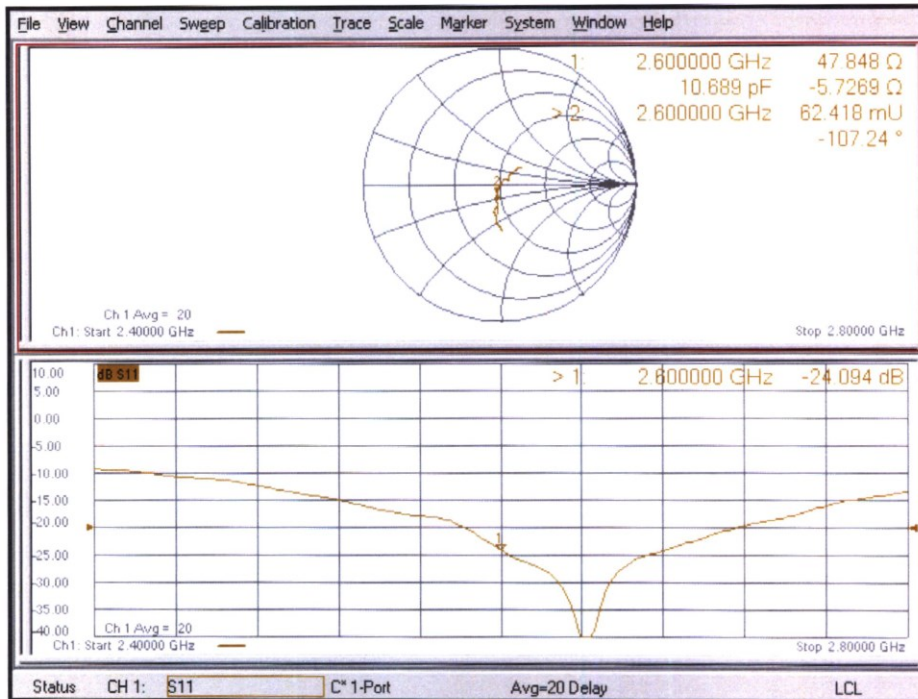 File View Channel Sweep Calibration Trace Scale Marker System Window Help
1: 2.600000 GHz 47.848 Ω
10.689 pF -5.7269 Ω
> 2: 2.600000 GHz 62.418 mU
-107.24 °
Ch 1 Avg = 20
Ch1: Start 2.40000 GHz
Stop 2.80000 GHz
10.00
dB S11
> 1: 2.600000 GHz -24.094 dB
5.00
0.00
-5.00
-10.00
-15.00
-20.00
1
-25.00
-30.00
-35.00
-40.00
Ch 1 Avg = 20
Ch1: Start 2.40000 GHz
Stop 2.80000 GHz
Status CH 1: S11 C* 1-Port Avg=20 Delay LCL